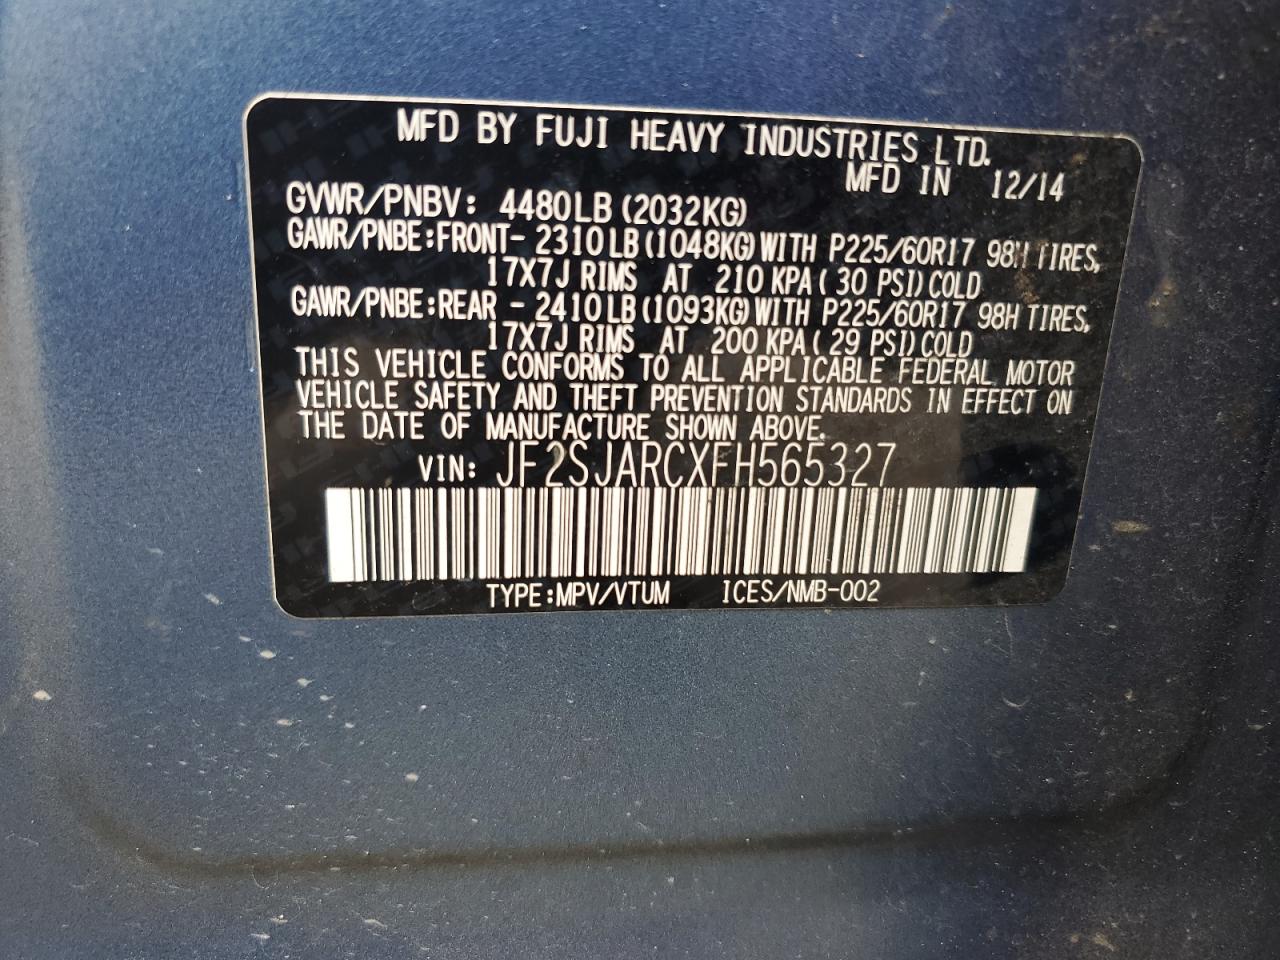 MFD BY FUJI HEAVY INDUSTRIES LTD.
MFD IN 12/14
GVWR/PNBV: 4480LB (2032KG)
GAWR/PNBE:FRONT- 2310LB (1048KG) WITH P225/60R17 98H TIRES,
17X7J RIMS AT 210 KPA ( 30 PSI) COLD
GAWR/PNBE:REAR - 2410LB (1093KG) WITH P225/60R17 98H TIRES,
17X7J RIMS AT 200 KPA ( 29 PSI) COLD
THIS VEHICLE CONFORMS TO ALL APPLICABLE FEDERAL MOTOR
VEHICLE SAFETY AND THEFT PREVENTION STANDARDS IN EFFECT ON
THE DATE OF MANUFACTURE SHOWN ABOVE.
VIN: JF2SJARCXFH565327
TYPE:MPV/VTUM ICES/NMB-002